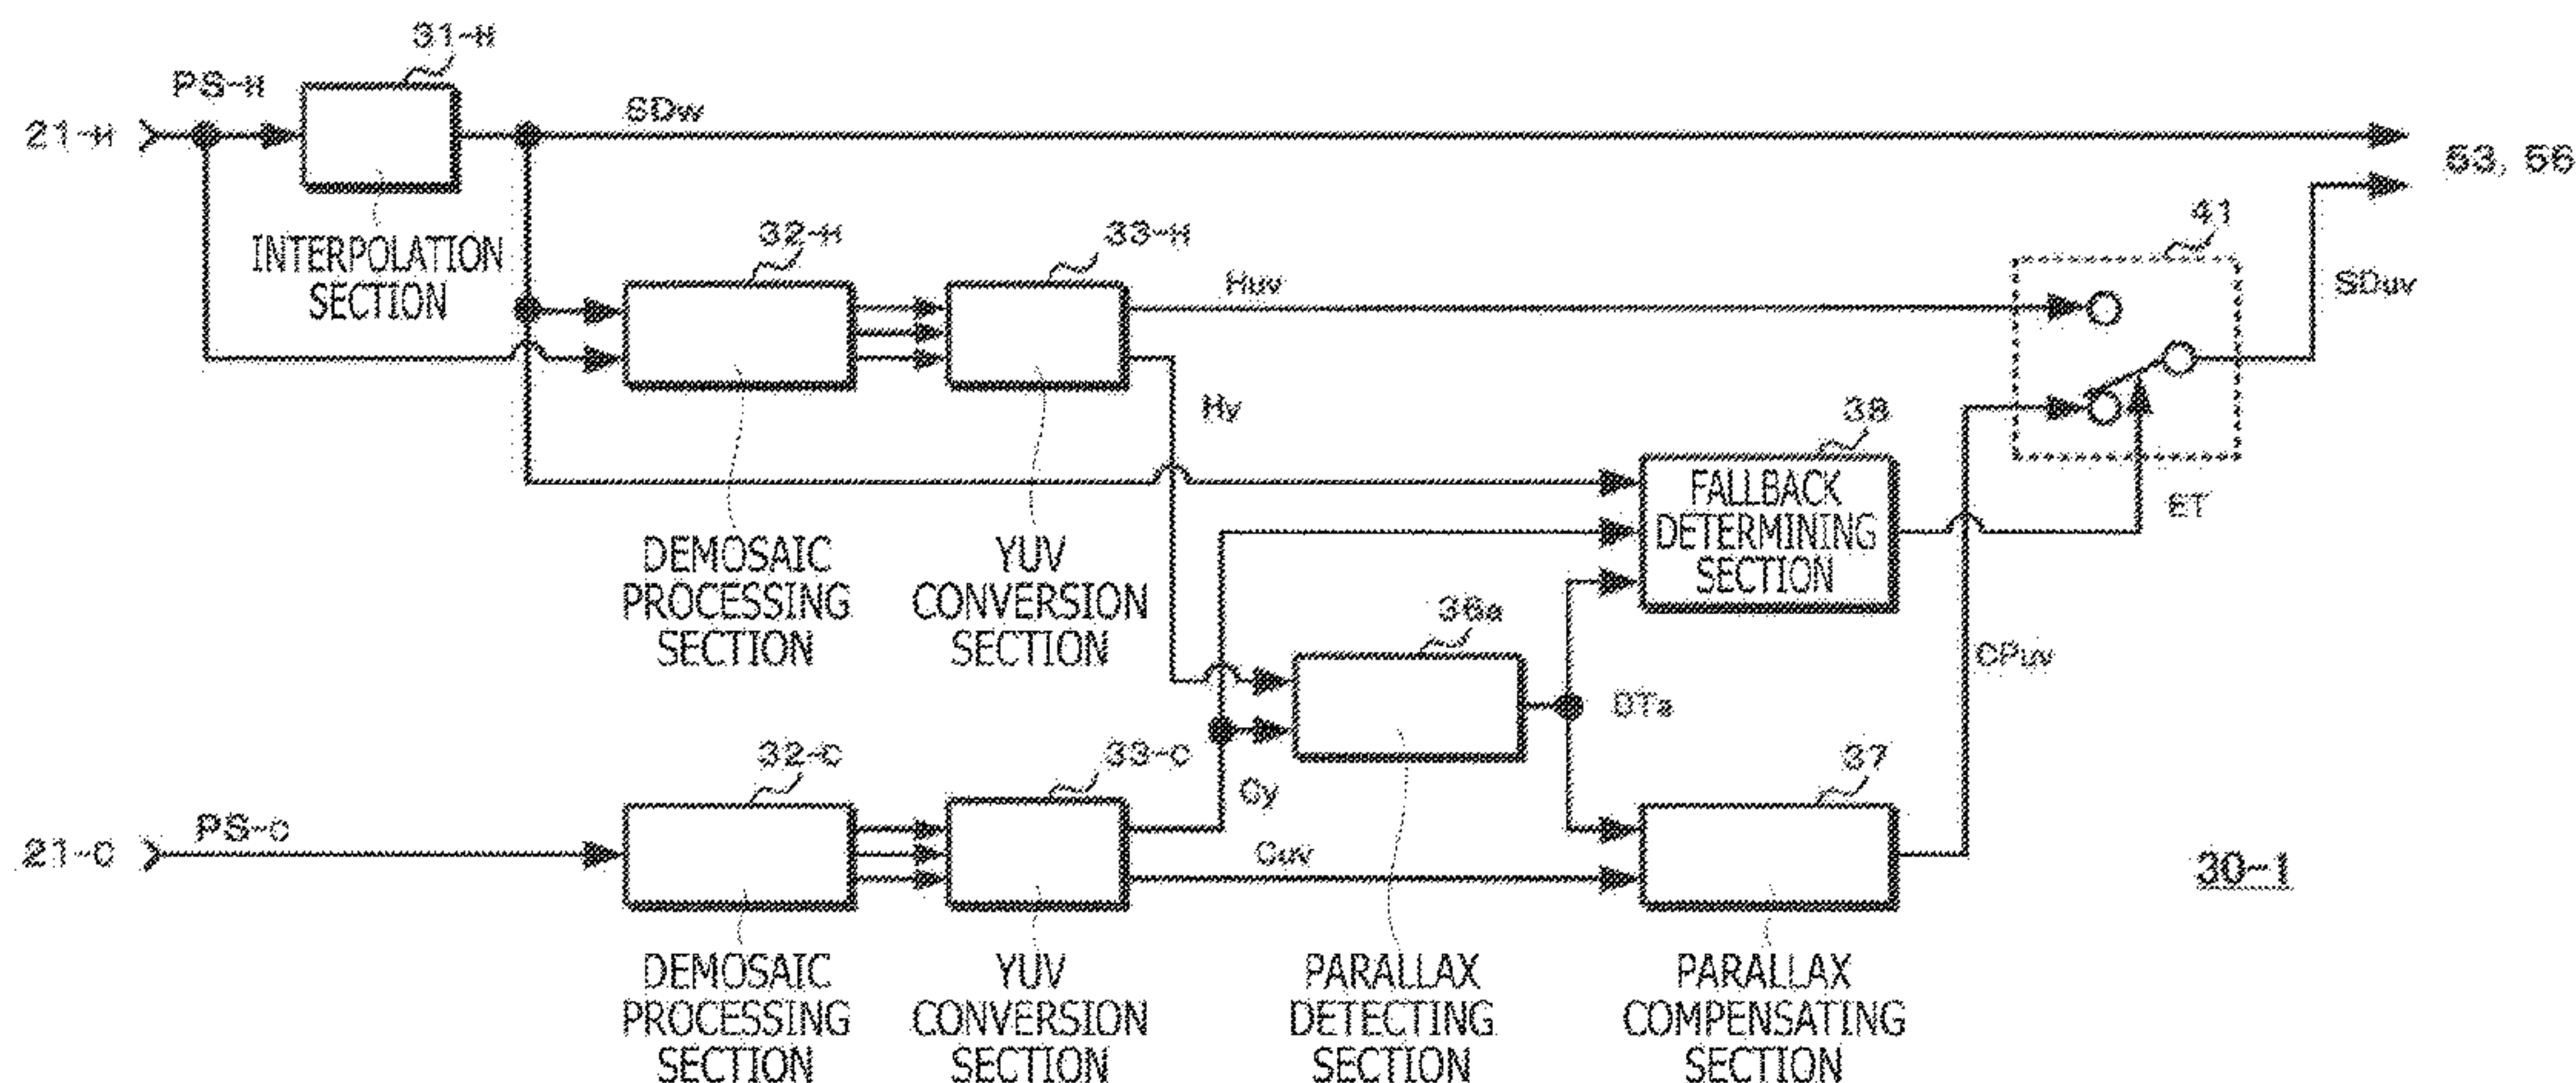 31-H
PS-H
21-H
SDw
53, 56
INTERPOLATION
SECTION
32-H
33-H
41
Huv
SDuv
Hy
38
FALLBACK
DETERMINING
SECTION
ET
DEMOSAIC
PROCESSING
SECTION
YUV
CONVERSION
SECTION
36a
CPuv
DTa
32-C
33-C
37
Cy
21-C
PS-C
Cuv
30-1
DEMOSAIC
PROCESSING
SECTION
YUV
CONVERSION
SECTION
PARALLAX
DETECTING
SECTION
PARALLAX
COMPENSATING
SECTION